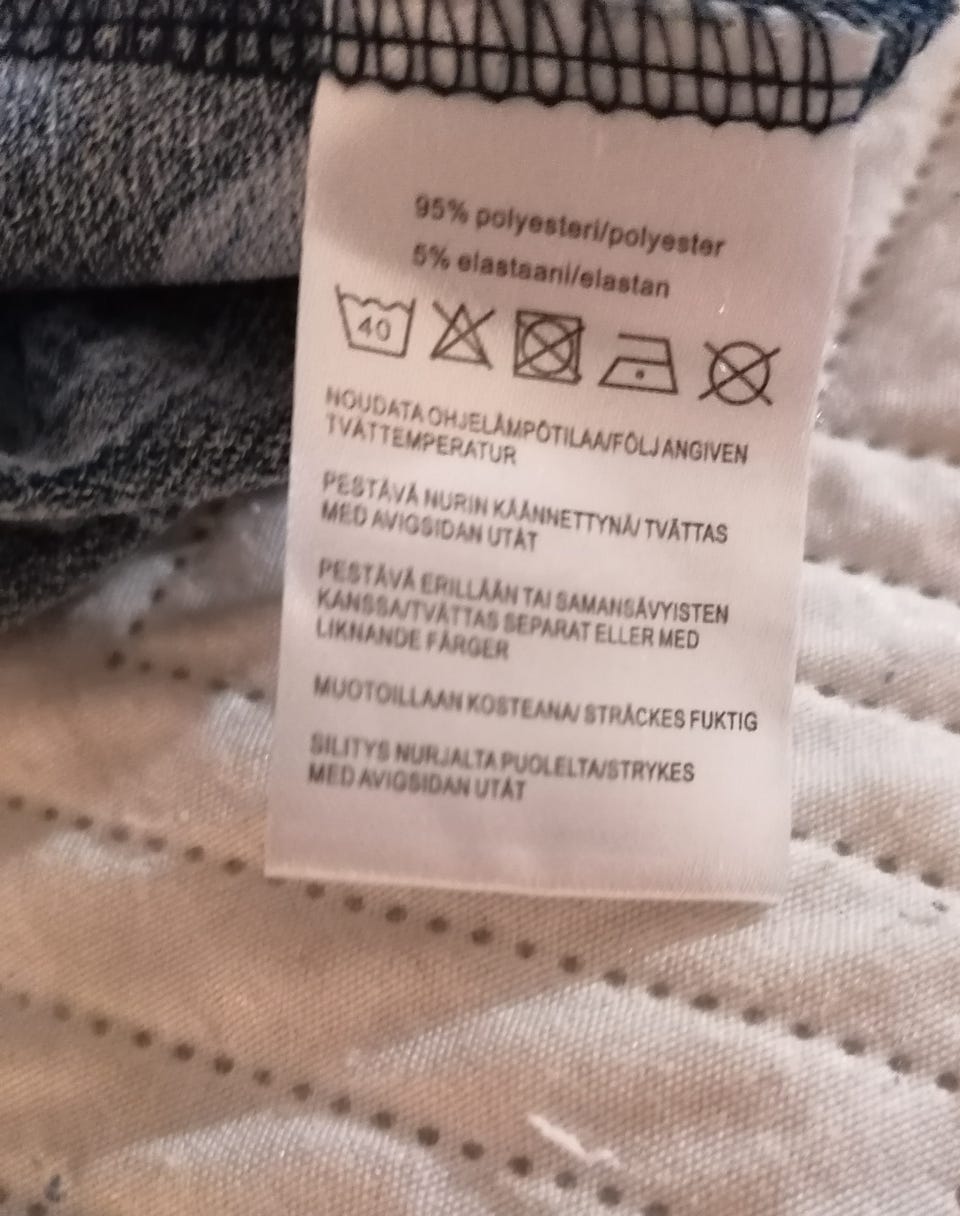 95% polyesteri/polyester
5% elastaani/elastan
40
NOUDATA OHJELÄMPÖTILAA/FÖLJ ANGIVEN
TVÄTTEMPERATUR
PESTÄVÄ NURIN KÄÄNNETTYNÄ/ TVÄTTAS
MED AVIGSIDAN UTÅT
PESTÄVÄ ERILLÄÄN TAI SAMANSÄVYISTEN
KANSSA/TVÄTTAS SEPARAT ELLER MED
LIKNANDE FÄRGER
MUOTOILLAAN KOSTEANA/ STRÄCKES FUKTIG
SILITYS NURJALTA PUOLELTA/STRYKES
MED AVIGSIDAN UTÅT